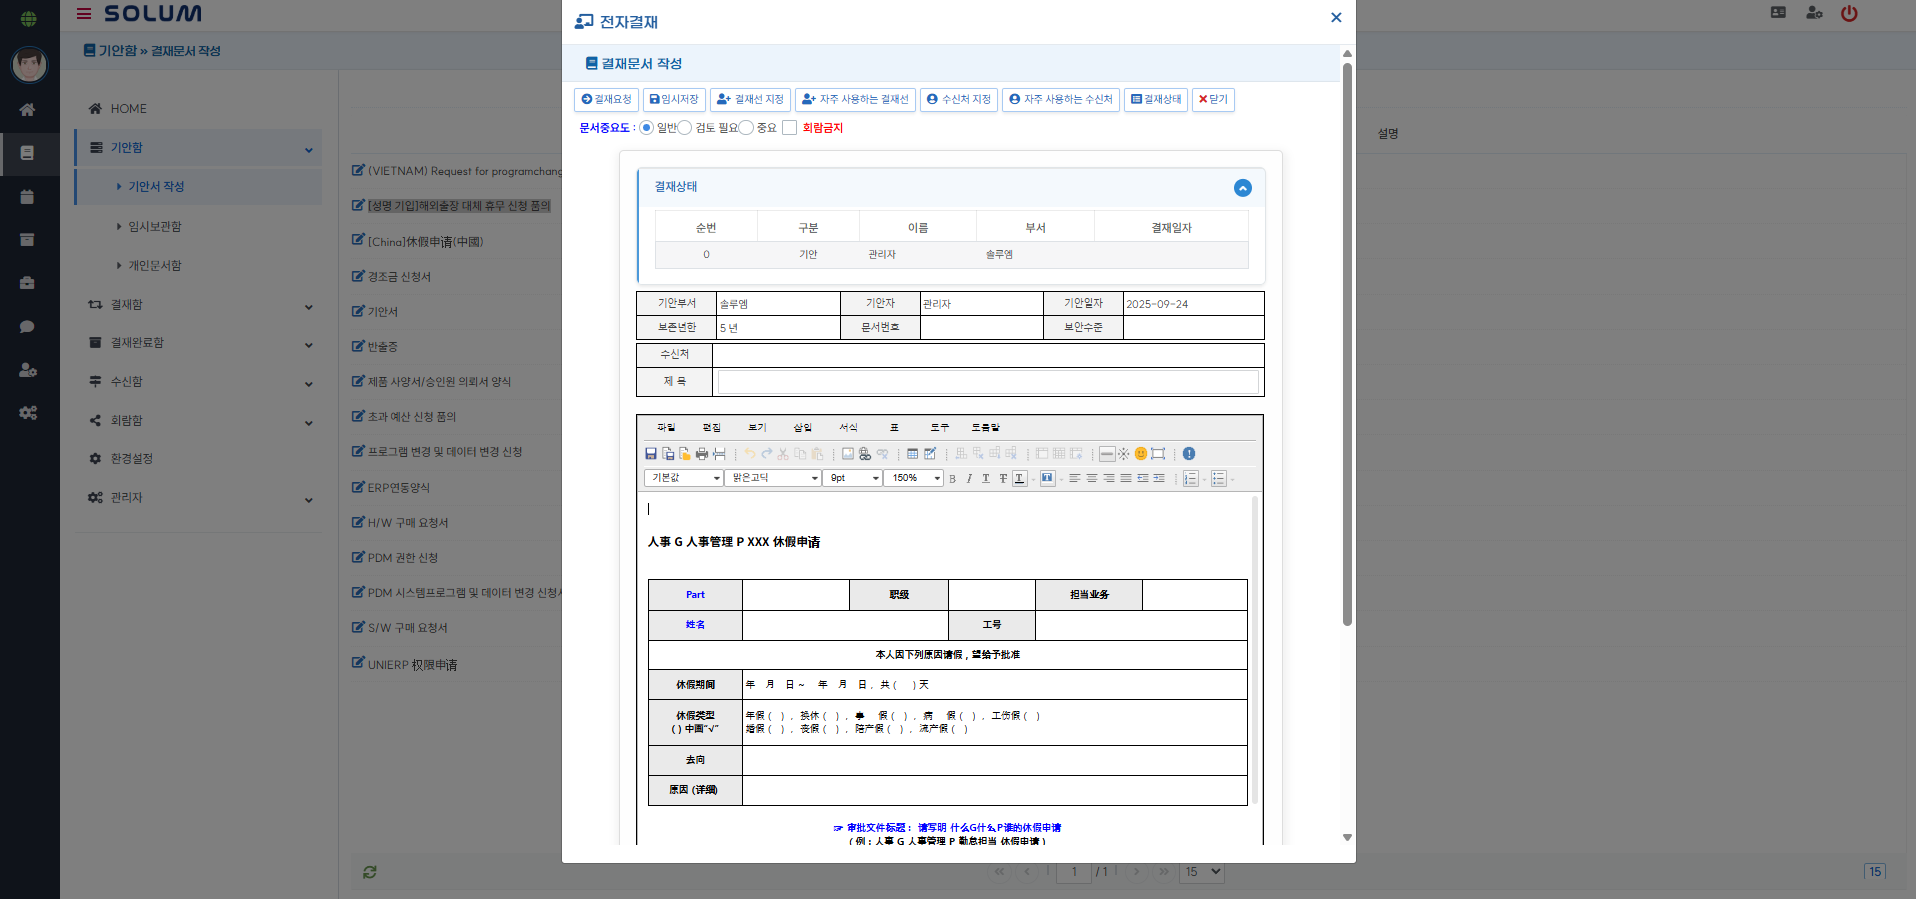 SOLUM
기안함 » 결재문서 작성
HOME
기안함
기안서 작성
임시보관함
개인문서함
결재함
결재완료함
수신함
회람함
환경설정
관리자
설명
(VIETNAM) Request for programchang
[성명 기입]해외출장 대체 휴무 신청 품의
[China]休假申请(中國)
경조금 신청서
기안서
반출증
제품 사양서/승인원 의뢰서 양식
초과 예산 신청 품의
프로그램 변경 및 데이터 변경 신청
ERP연동양식
H/W 구매 요청서
PDM 권한 신청
PDM 시스템프로그램 및 데이터 변경 신청서
S/W 구매 요청서
UNIERP 权限申请
1 / 1 15
15
전자결재
결재문서 작성
결재요청 임시저장 결재선 지정 자주 사용하는 결재선 수신처 지정 자주 사용하는 수신처 결재상태 닫기
문서중요도 : 일반 검토 필요 중요 회람금지
결재상태
순번 구분 이름 부서 결재일자
0 기안 관리자 솔루엠
기안부서 솔루엠 기안자 관리자 기안일자 2025-09-24
보존년한 5 년 문서번호 보안수준
수신처
제 목
파일 편집 보기 삽입 서식 표 도구 도움말
기본값 맑은고딕 9pt 150%
人事 G 人事管理 P XXX 休假申请
Part 职级 担当业务
姓名 工号
本人因下列原因请假，望给予批准
休假期间 年 月 日 ~ 年 月 日，共 ( ) 天
休假类型 年假 ( )，换休 ( )，事 假 ( )，病 假 ( )，工伤假 ( )
( ) 中画"√" 婚假 ( )，丧假 ( )，陪产假 ( )，流产假 ( )
去向
原因 (详细)
☞ 审批文件标题： 请写明 什么G什么P谁的休假申请
( 例：人事 G 人事管理 P 勤怠担当 休假申请 )